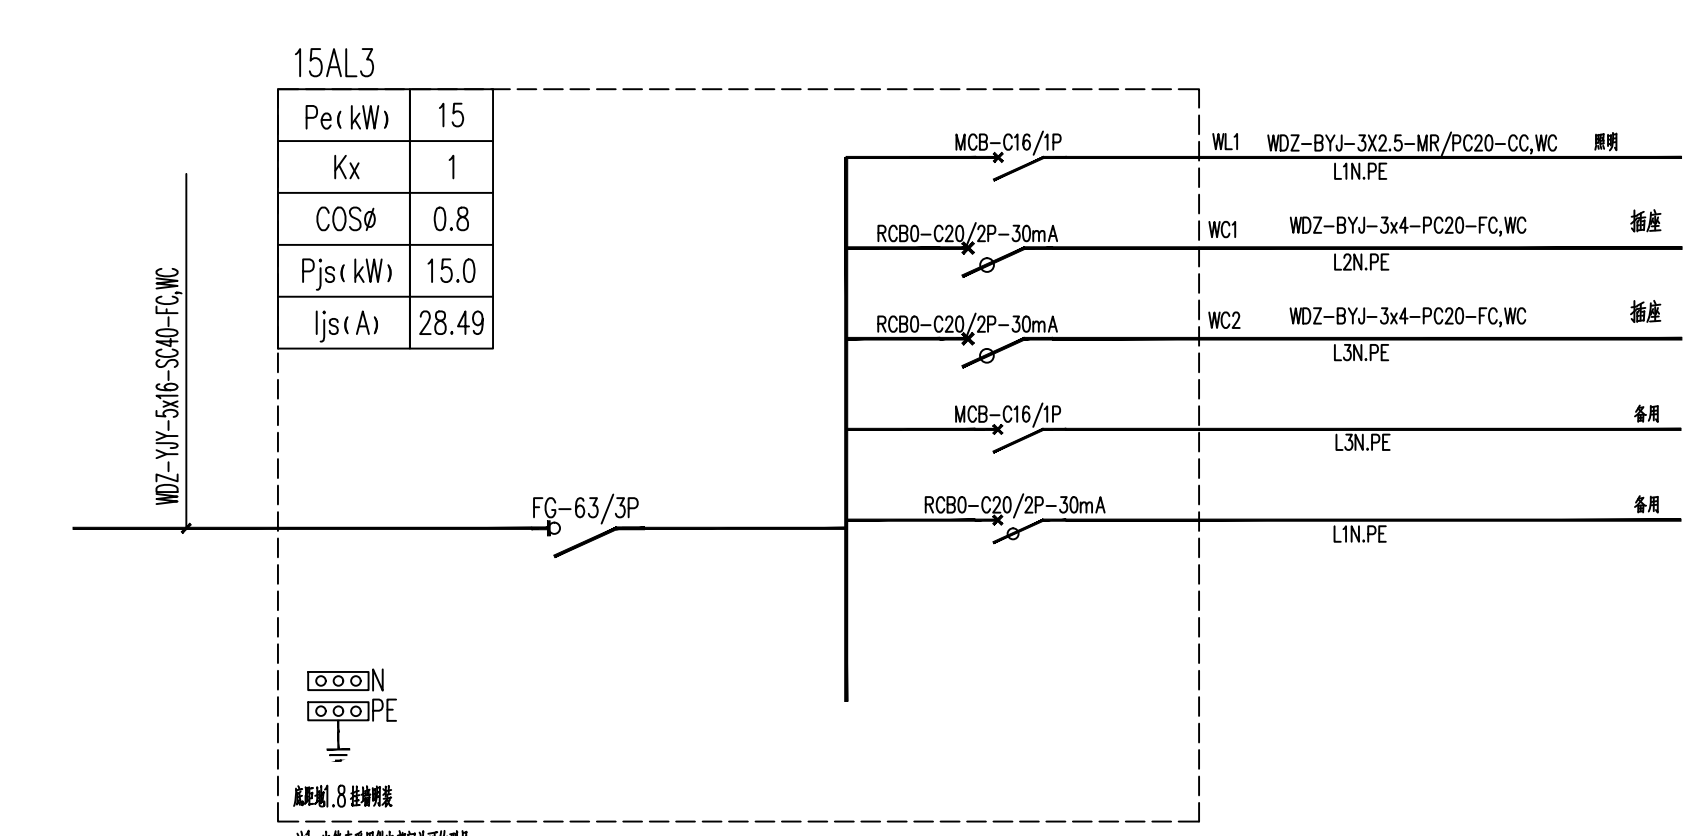 15AL3
Pe(kW) 15
Kx 1
COSø 0.8
Pjs(kW) 15.0
Ijs(A) 28.49
MCB-C16/1P WL1 WDZ-BYJ-3X2.5-MR/PC20-CC,WC 照明
L1N.PE
RCBO-C20/2P-30mA WC1 WDZ-BYJ-3x4-PC20-FC,WC 插座
L2N.PE
RCBO-C20/2P-30mA WC2 WDZ-BYJ-3x4-PC20-FC,WC 插座
L3N.PE
MCB-C16/1P 备用
L3N.PE
RCBO-C20/2P-30mA 备用
L1N.PE
WDZ-YJY-5x16-SC40-FC,WC
FG-63/3P
N
PE
底距地1.8挂墙明装